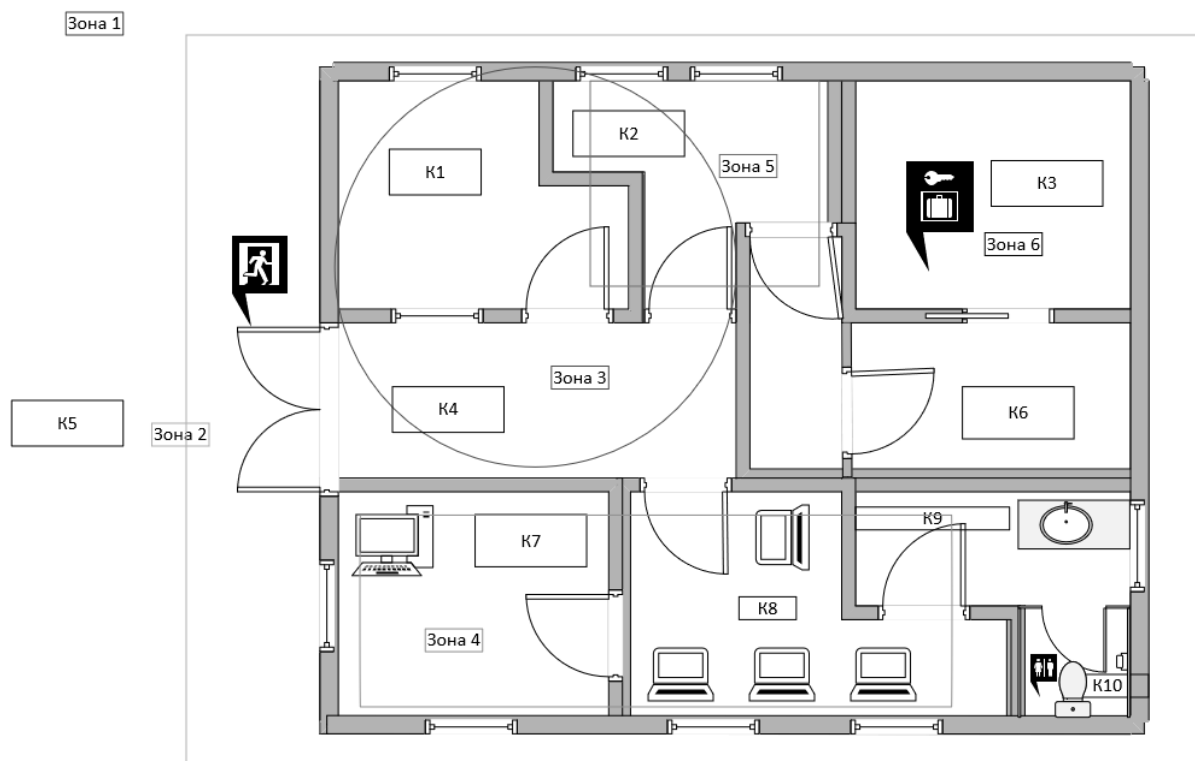 Зона 1
К2
Зона 5
К1
К3
Зона 6
Зона 3
К4
К5
Зона 2
К6
К9
К7
К8
Зона 4
К10